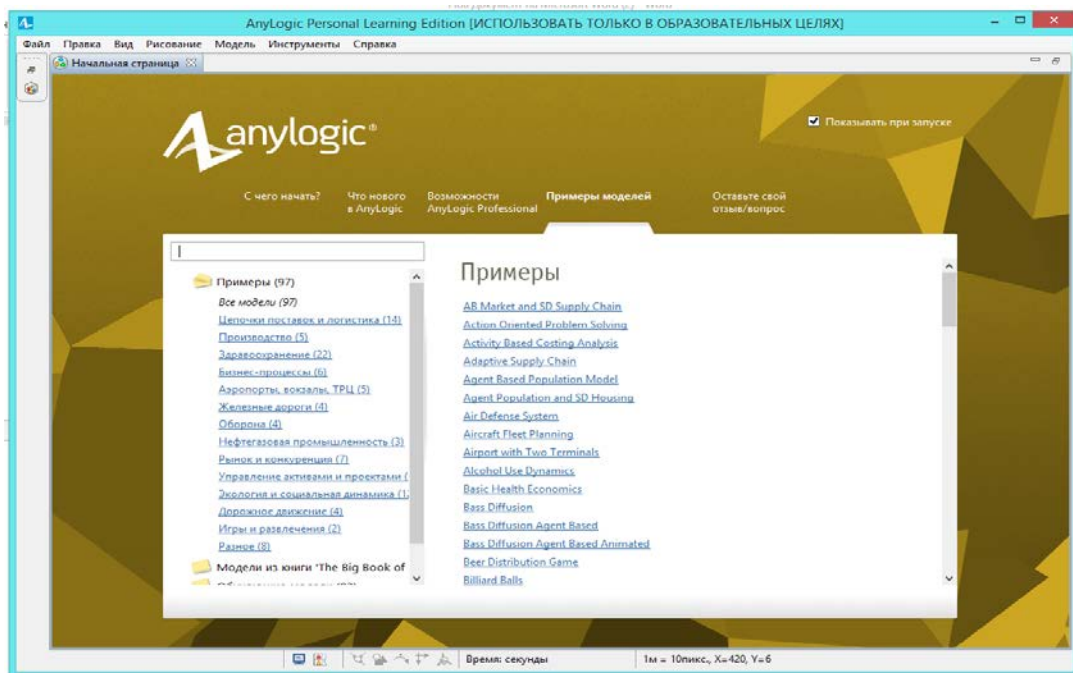 AnyLogic Personal Learning Edition [ИСПОЛЬЗОВАТЬ ТОЛЬКО В ОБРАЗОВАТЕЛЬНЫХ ЦЕЛЯХ]
Файл Правка Вид Рисование Модель Инструменты Справка
Начальная страница
anylogic®
Показывать при запуске
С чего начать?
Что нового
в AnyLogic
Возможности
AnyLogic Professional
Примеры моделей
Оставьте свой
отзыв/вопрос
Примеры (97)
Все модели (97)
Цепочки поставок и логистика (14)
Производство (5)
Здравоохранение (22)
Бизнес-процессы (6)
Аэропорты, вокзалы, ТРЦ (5)
Железные дороги (4)
Оборона (4)
Нефтегазовая промышленность (3)
Рынок и конкуренция (7)
Управление активами и проектами (
Экология и социальная динамика (1
Дорожное движение (4)
Игры и развлечения (2)
Разное (8)
Модели из книги 'The Big Book of
Примеры
AB Market and SD Supply Chain
Action Oriented Problem Solving
Activity Based Costing Analysis
Adaptive Supply Chain
Agent Based Population Model
Agent Population and SD Housing
Air Defense System
Aircraft Fleet Planning
Airport with Two Terminals
Alcohol Use Dynamics
Basic Health Economics
Bass Diffusion
Bass Diffusion Agent Based
Bass Diffusion Agent Based Animated
Beer Distribution Game
Billiard Balls
Время: секунды
1м = 10пикс., X=420, Y=6